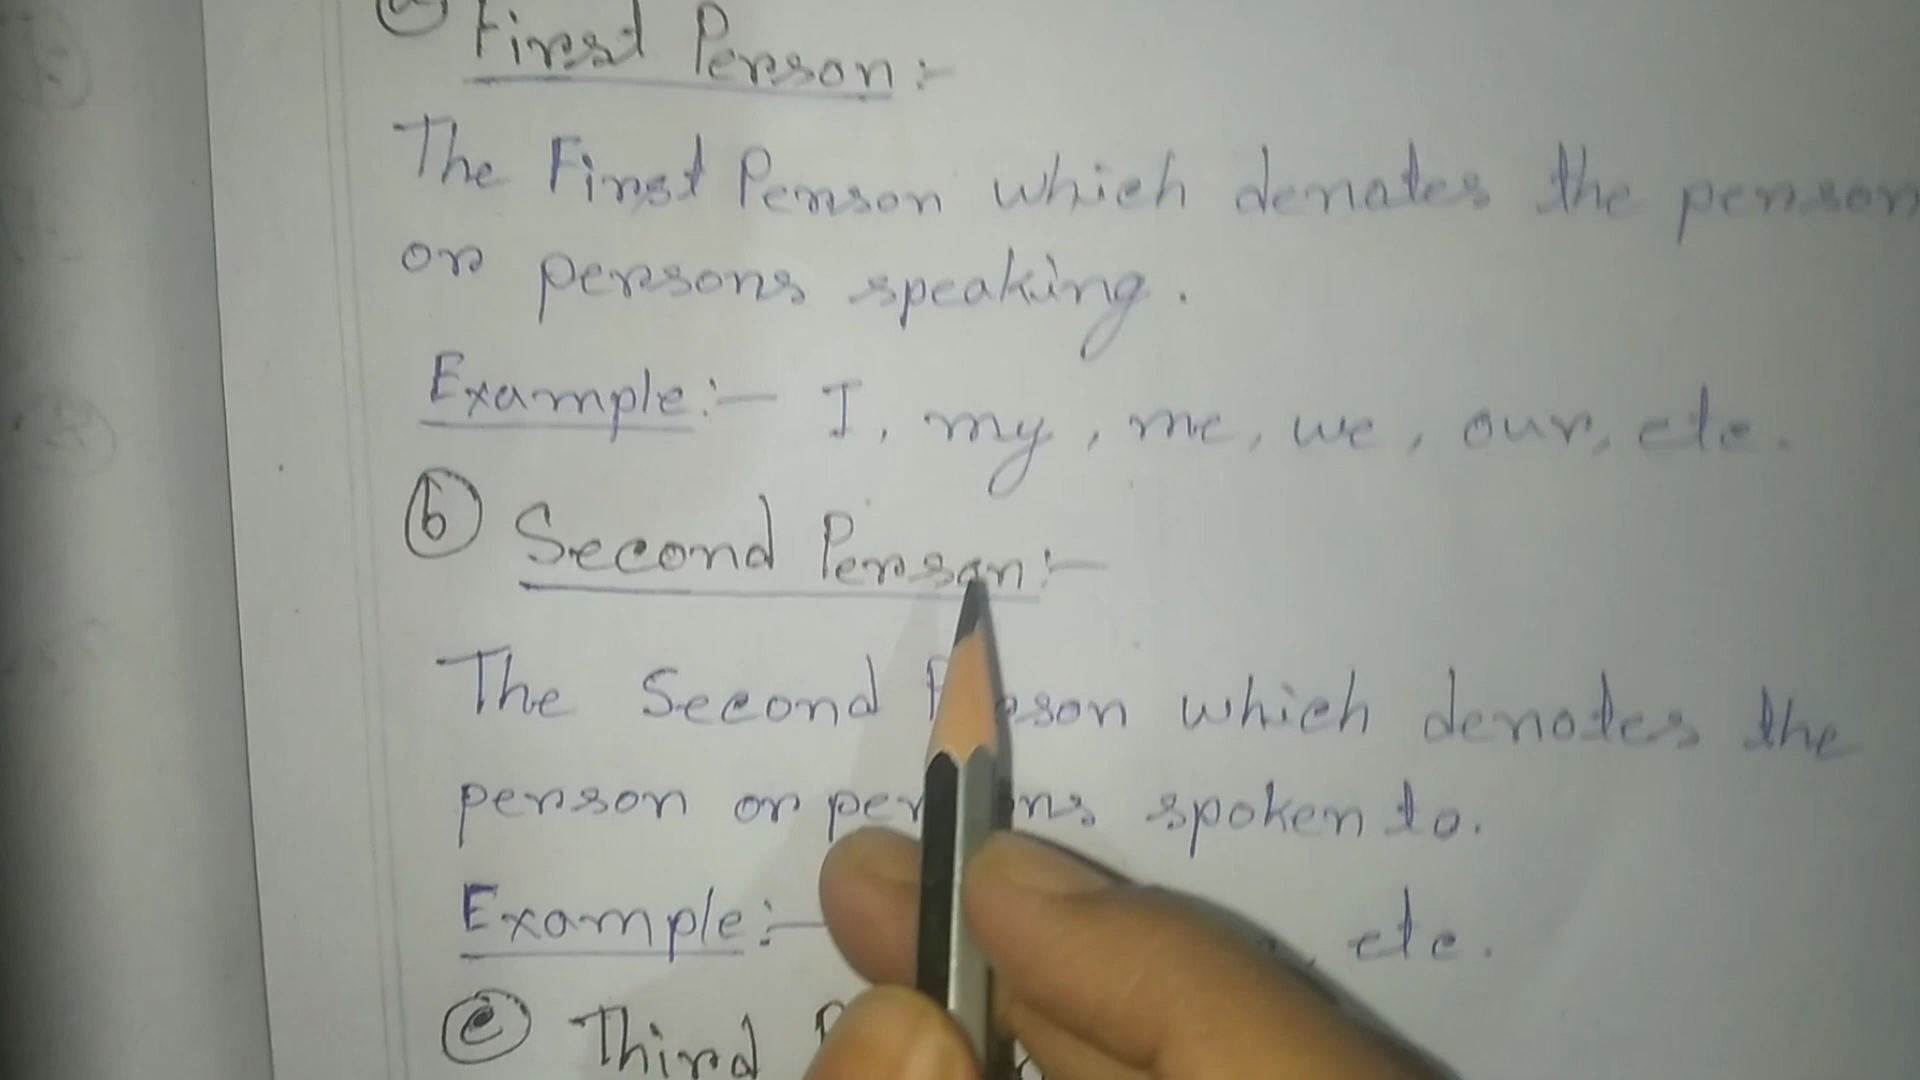 (a) First Person:-
The First Person which denotes the person
or persons speaking.
Example:- I, my, me, we, our, etc.
(b) Second Person:-
The Second Person which denotes the
person or persons spoken to.
Example:- , etc.
(c) Third